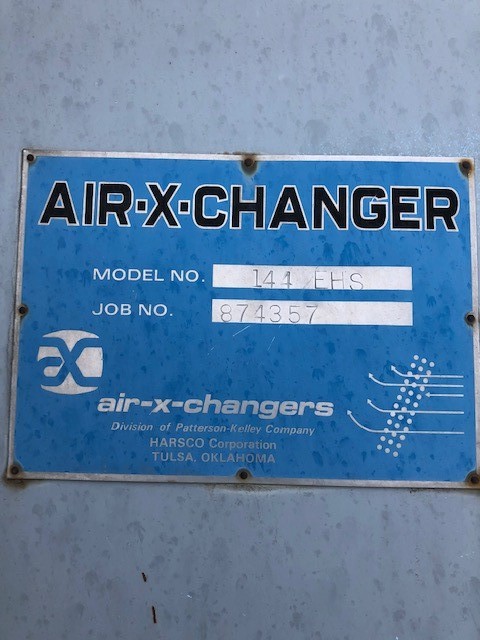 AIR·X·CHANGER
MODEL NO. 144 EHS
JOB NO. 874357
ax
air-x-changers
Division of Patterson-Kelley Company
HARSCO Corporation
TULSA, OKLAHOMA